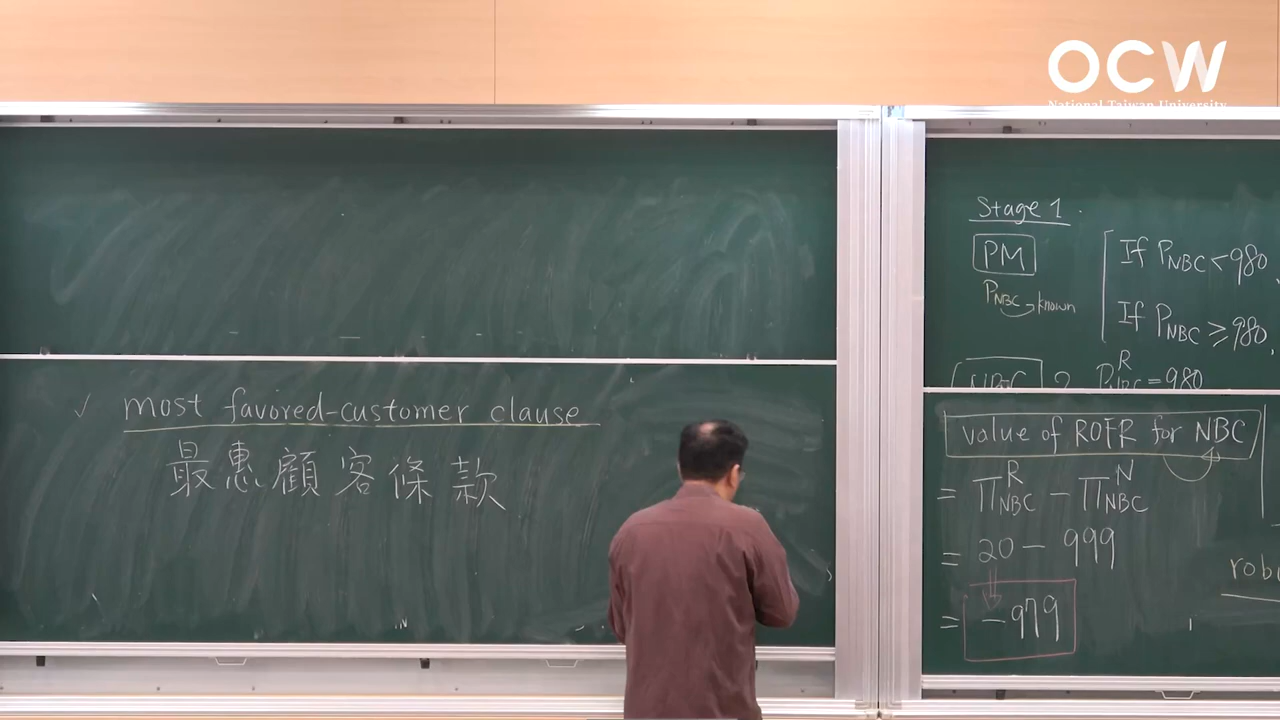 OCW
National Taiwan University
✓ most favored-customer clause
最惠顧客條款
Stage 1
PM
P_NBC → known
If P_NBC < 980
If P_NBC ≥ 980,
NBC ? P^R_NBC = 980
value of ROFR for NBC
= Π^R_NBC - Π^N_NBC
= 20 - 999
= -979